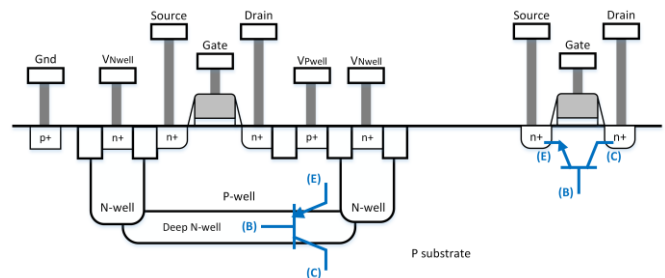 Source
Drain
Source
Drain
Gnd
VNwell
Gate
VPwell
VNwell
Gate
p+
n+
n+
n+
p+
n+
n+
n+
(E)
(C)
(B)
P-well
(E)
N-well
Deep N-well
(B)
N-well
(C)
P substrate